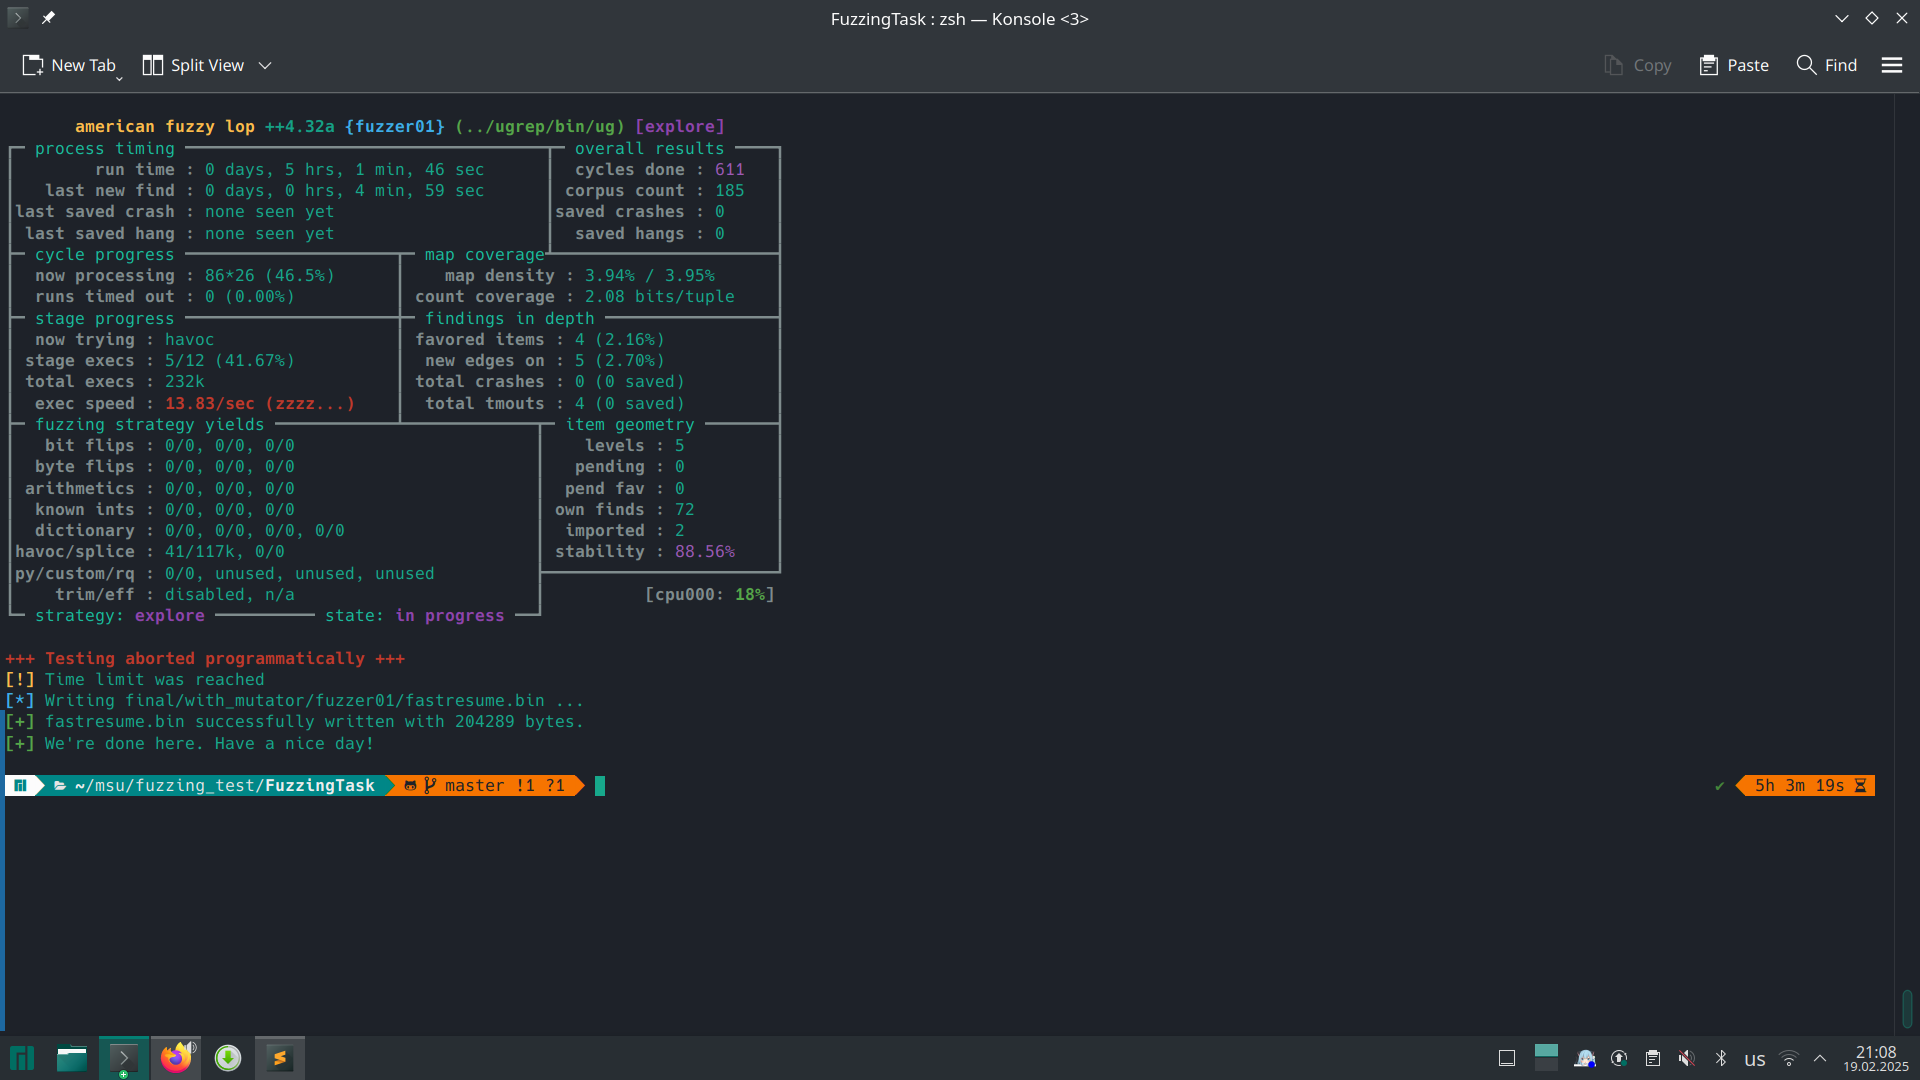 FuzzingTask : zsh — Konsole <3>
New Tab
Split View
Copy
Paste
Find
american fuzzy lop ++4.32a {fuzzer01} (../ugrep/bin/ug) [explore]
process timing overall results
run time : 0 days, 5 hrs, 1 min, 46 sec cycles done : 611
last new find : 0 days, 0 hrs, 4 min, 59 sec corpus count : 185
last saved crash : none seen yet saved crashes : 0
last saved hang : none seen yet saved hangs : 0
cycle progress map coverage
now processing : 86*26 (46.5%) map density : 3.94% / 3.95%
runs timed out : 0 (0.00%) count coverage : 2.08 bits/tuple
stage progress findings in depth
now trying : havoc favored items : 4 (2.16%)
stage execs : 5/12 (41.67%) new edges on : 5 (2.70%)
total execs : 232k total crashes : 0 (0 saved)
exec speed : 13.83/sec (zzzz...) total tmouts : 4 (0 saved)
fuzzing strategy yields item geometry
bit flips : 0/0, 0/0, 0/0 levels : 5
byte flips : 0/0, 0/0, 0/0 pending : 0
arithmetics : 0/0, 0/0, 0/0 pend fav : 0
known ints : 0/0, 0/0, 0/0 own finds : 72
dictionary : 0/0, 0/0, 0/0, 0/0 imported : 2
havoc/splice : 41/117k, 0/0 stability : 88.56%
py/custom/rq : 0/0, unused, unused, unused
trim/eff : disabled, n/a [cpu000: 18%]
strategy: explore state: in progress
+++ Testing aborted programmatically +++
[!] Time limit was reached
[*] Writing final/with_mutator/fuzzer01/fastresume.bin ...
[+] fastresume.bin successfully written with 204289 bytes.
[+] We're done here. Have a nice day!
~/msu/fuzzing_test/FuzzingTask master !1 ?1 ✔ 5h 3m 19s
us
21:08
19.02.2025